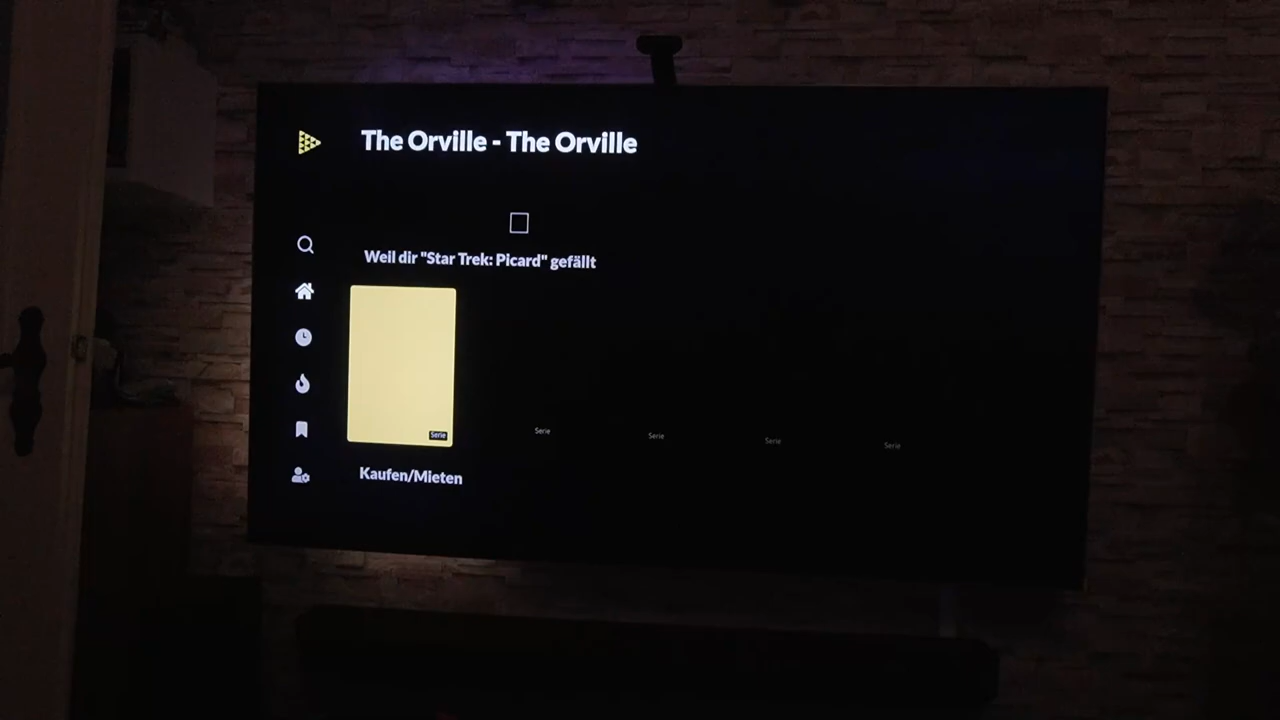 The Orville - The Orville
Weil dir "Star Trek: Picard" gefällt
Serie
Serie
Serie
Serie
Serie
Kaufen/Mieten